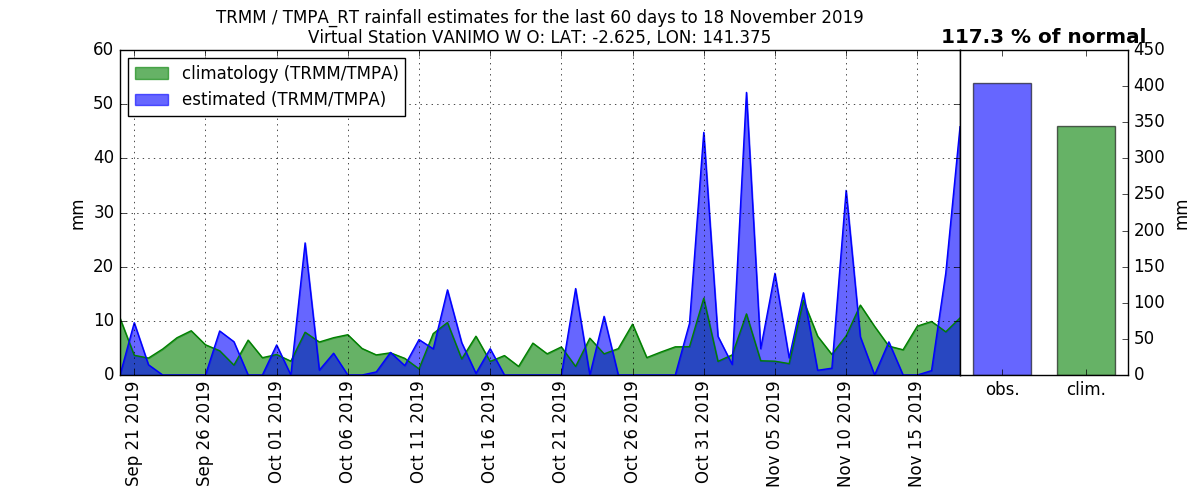 TRMM / TMPA_RT rainfall estimates for the last 60 days to 18 November 2019
Virtual Station VANIMO W O: LAT: -2.625, LON: 141.375
117.3 % of normal
climatology (TRMM/TMPA)
estimated (TRMM/TMPA)
60
50
40
30
20
10
0
mm
Sep 21 2019
Sep 26 2019
Oct 01 2019
Oct 06 2019
Oct 11 2019
Oct 16 2019
Oct 21 2019
Oct 26 2019
Oct 31 2019
Nov 05 2019
Nov 10 2019
Nov 15 2019
450
400
350
300
250
200
150
100
50
0
mm
obs.
clim.